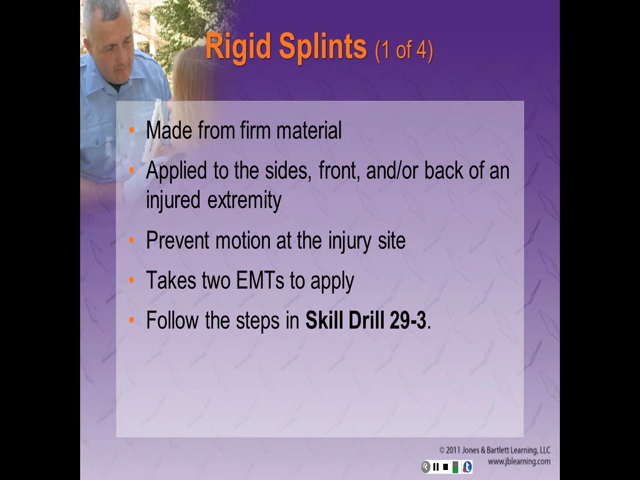 Rigid Splints (1 of 4)
• Made from firm material
• Applied to the sides, front, and/or back of an
injured extremity
• Prevent motion at the injury site
• Takes two EMTs to apply
• Follow the steps in Skill Drill 29-3.
© 2011 Jones & Bartlett Learning, LLC
www.jblearning.com